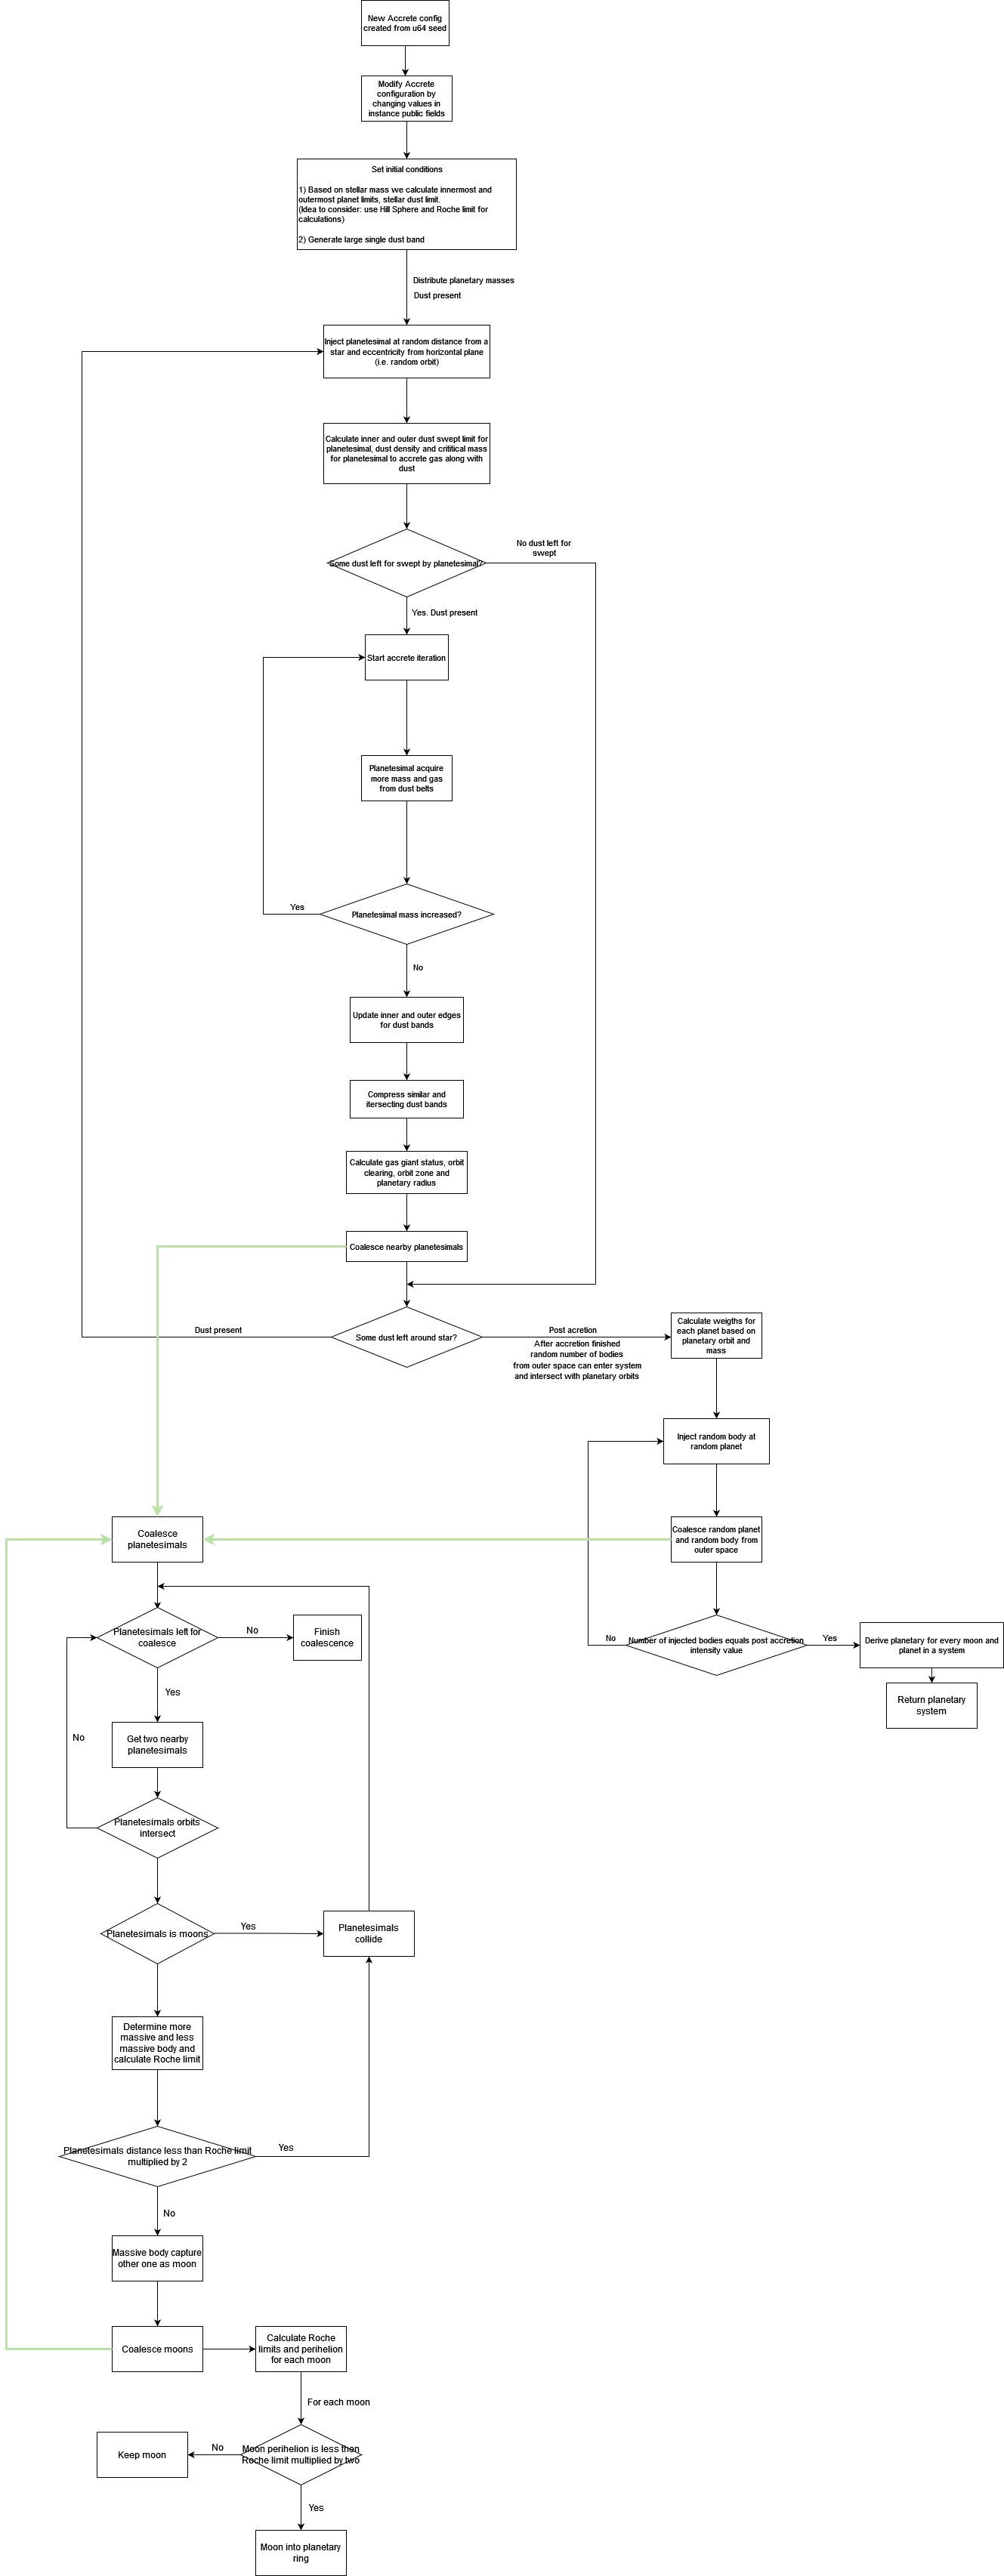 New Accrete config
created from u64 seed
Modify Accrete
configuration by
changing values in
instance public fields
Set initial conditions
1) Based on stellar mass we calculate innermost and
outermost planet limits, stellar dust limit.
(Idea to consider: use Hill Sphere and Roche limit for
calculations)
2) Generate large single dust band
Distribute planetary masses
Dust present
Inject planetesimal at random distance from a
star and eccentricity from horizontal plane
(i.e. random orbit)
Calculate inner and outer dust swept limit for
planetesimal, dust density and critical mass
for planetesimal to accrete gas along with
dust
Some dust left for swept by planetesimal?
No dust left for
swept
Yes. Dust present
Start accrete iteration
Planetesimal acquire
more mass and gas
from dust belts
Planetesimal mass increased?
Yes
No
Update inner and outer edges
for dust bands
Compress similar and
itersecting dust bands
Calculate gas giant status, orbit
clearing, orbit zone and
planetary radius
Coalesce nearby planetesimals
Some dust left around star?
Dust present
Post acretion
After accretion finished
random number of bodies
from outer space can enter system
and intersect with planetary orbits
Calculate weigths for
each planet based on
planetary orbit and
mass
Inject random body at
random planet
Coalesce random planet
and random body from
outer space
Number of injected bodies equals post accretion
intensity value
No
Yes
Derive planetary for every moon and
planet in a system
Return planetary
system
Coalesce
planetesimals
Planetesimals left for
coalesce
No
Finish
coalescence
Yes
Get two nearby
planetesimals
No
Planetesimals orbits
intersect
Planetesimals is moons
Yes
Planetesimals
collide
Determine more
massive and less
massive body and
calculate Roche limit
Planetesimals distance less than Roche limit
multiplied by 2
Yes
No
Massive body capture
other one as moon
Coalesce moons
Calculate Roche
limits and perihelion
for each moon
For each moon
Moon perihelion is less then
Roche limit multiplied by two
No
Keep moon
Yes
Moon into planetary
ring